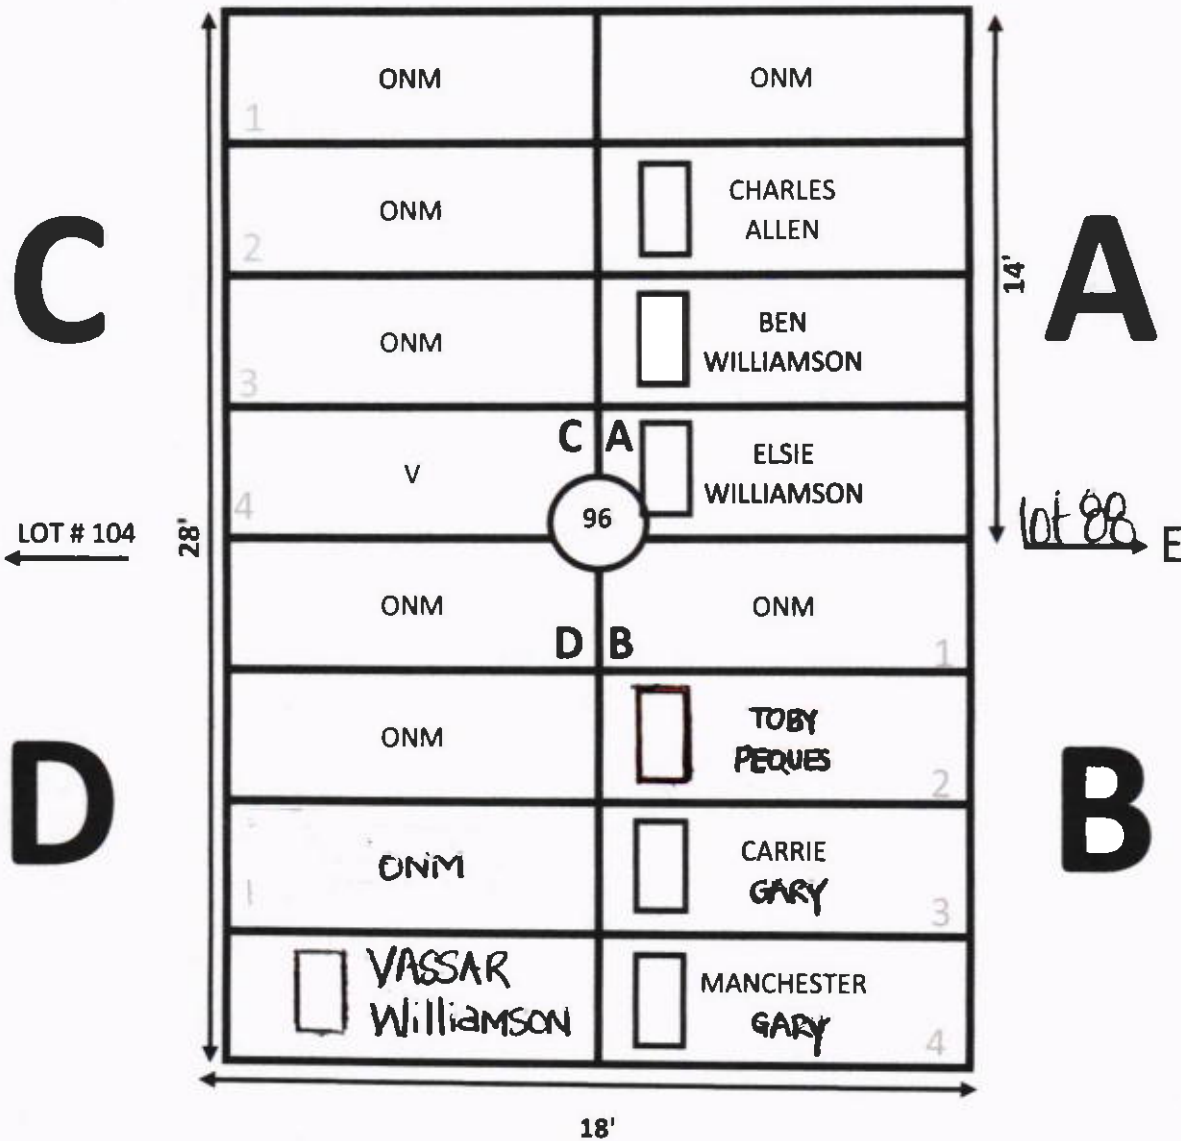 ONM
ONM
1
ONM
CHARLES
ALLEN
2
C
A
14'
ONM
BEN
WILLIAMSON
3
C A
V
ELSIE
WILLIAMSON
4
96
LOT # 104
28'
lot 88
E
ONM
ONM
D B
1
ONM
TOBY
PEQUES
2
D
B
ONM
CARRIE
GARY
3
VASSAR
WilliaMSON
MANCHESTER
GARY
4
18'